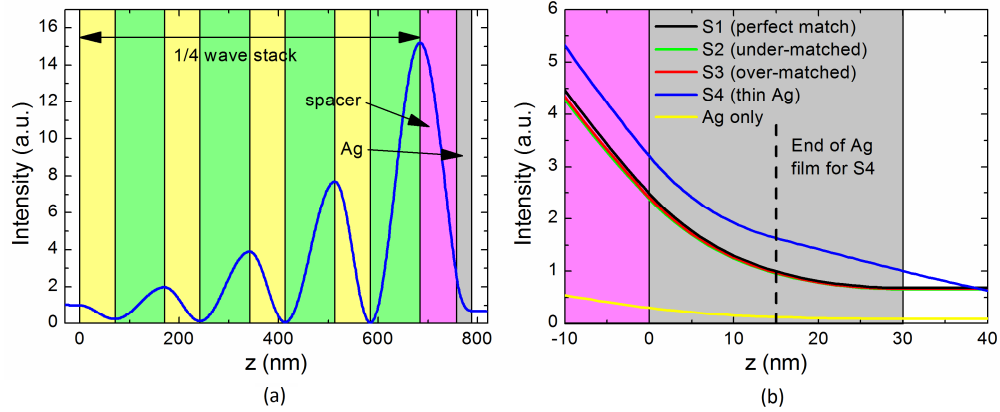 16
14
12
10
8
6
4
2
0
Intensity (a.u.)
1/4 wave stack
spacer
Ag
0
200
400
600
800
z (nm)
(a)
6
5
4
3
2
1
0
Intensity (a.u.)
S1 (perfect match)
S2 (under-matched)
S3 (over-matched)
S4 (thin Ag)
Ag only
End of Ag
film for S4
-10
0
10
20
30
40
z (nm)
(b)